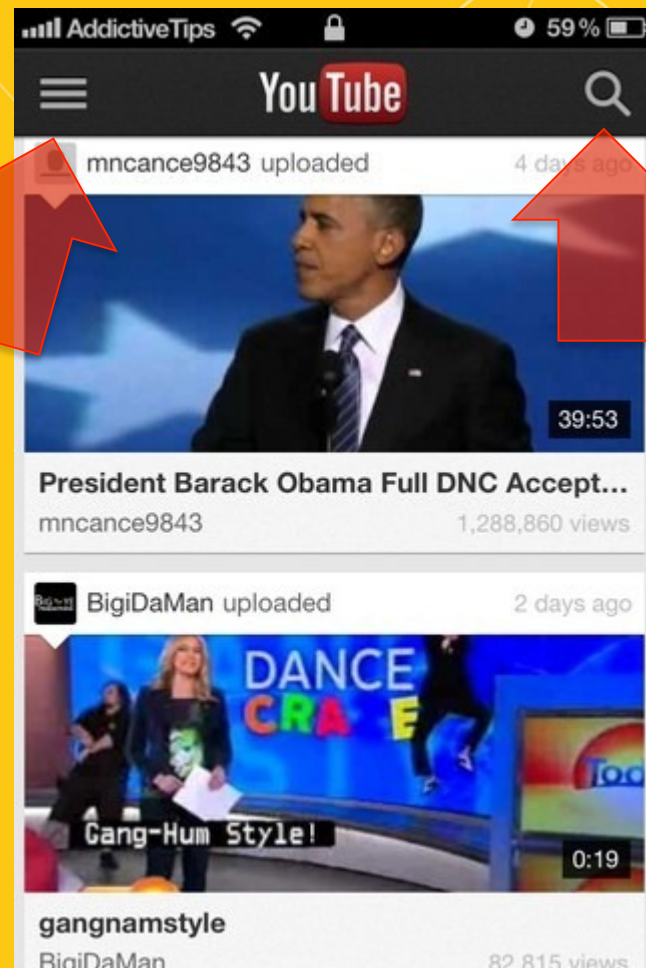 AddictiveTips 59%
YouTube
mncance9843 uploaded 4 days ago
39:53
President Barack Obama Full DNC Accept...
mncance9843 1,288,860 views
BigiDaMan uploaded 2 days ago
DANCE
CRA E
Gang-Hum Style!
0:19
gangnamstyle
BigiDaMan 82,815 views